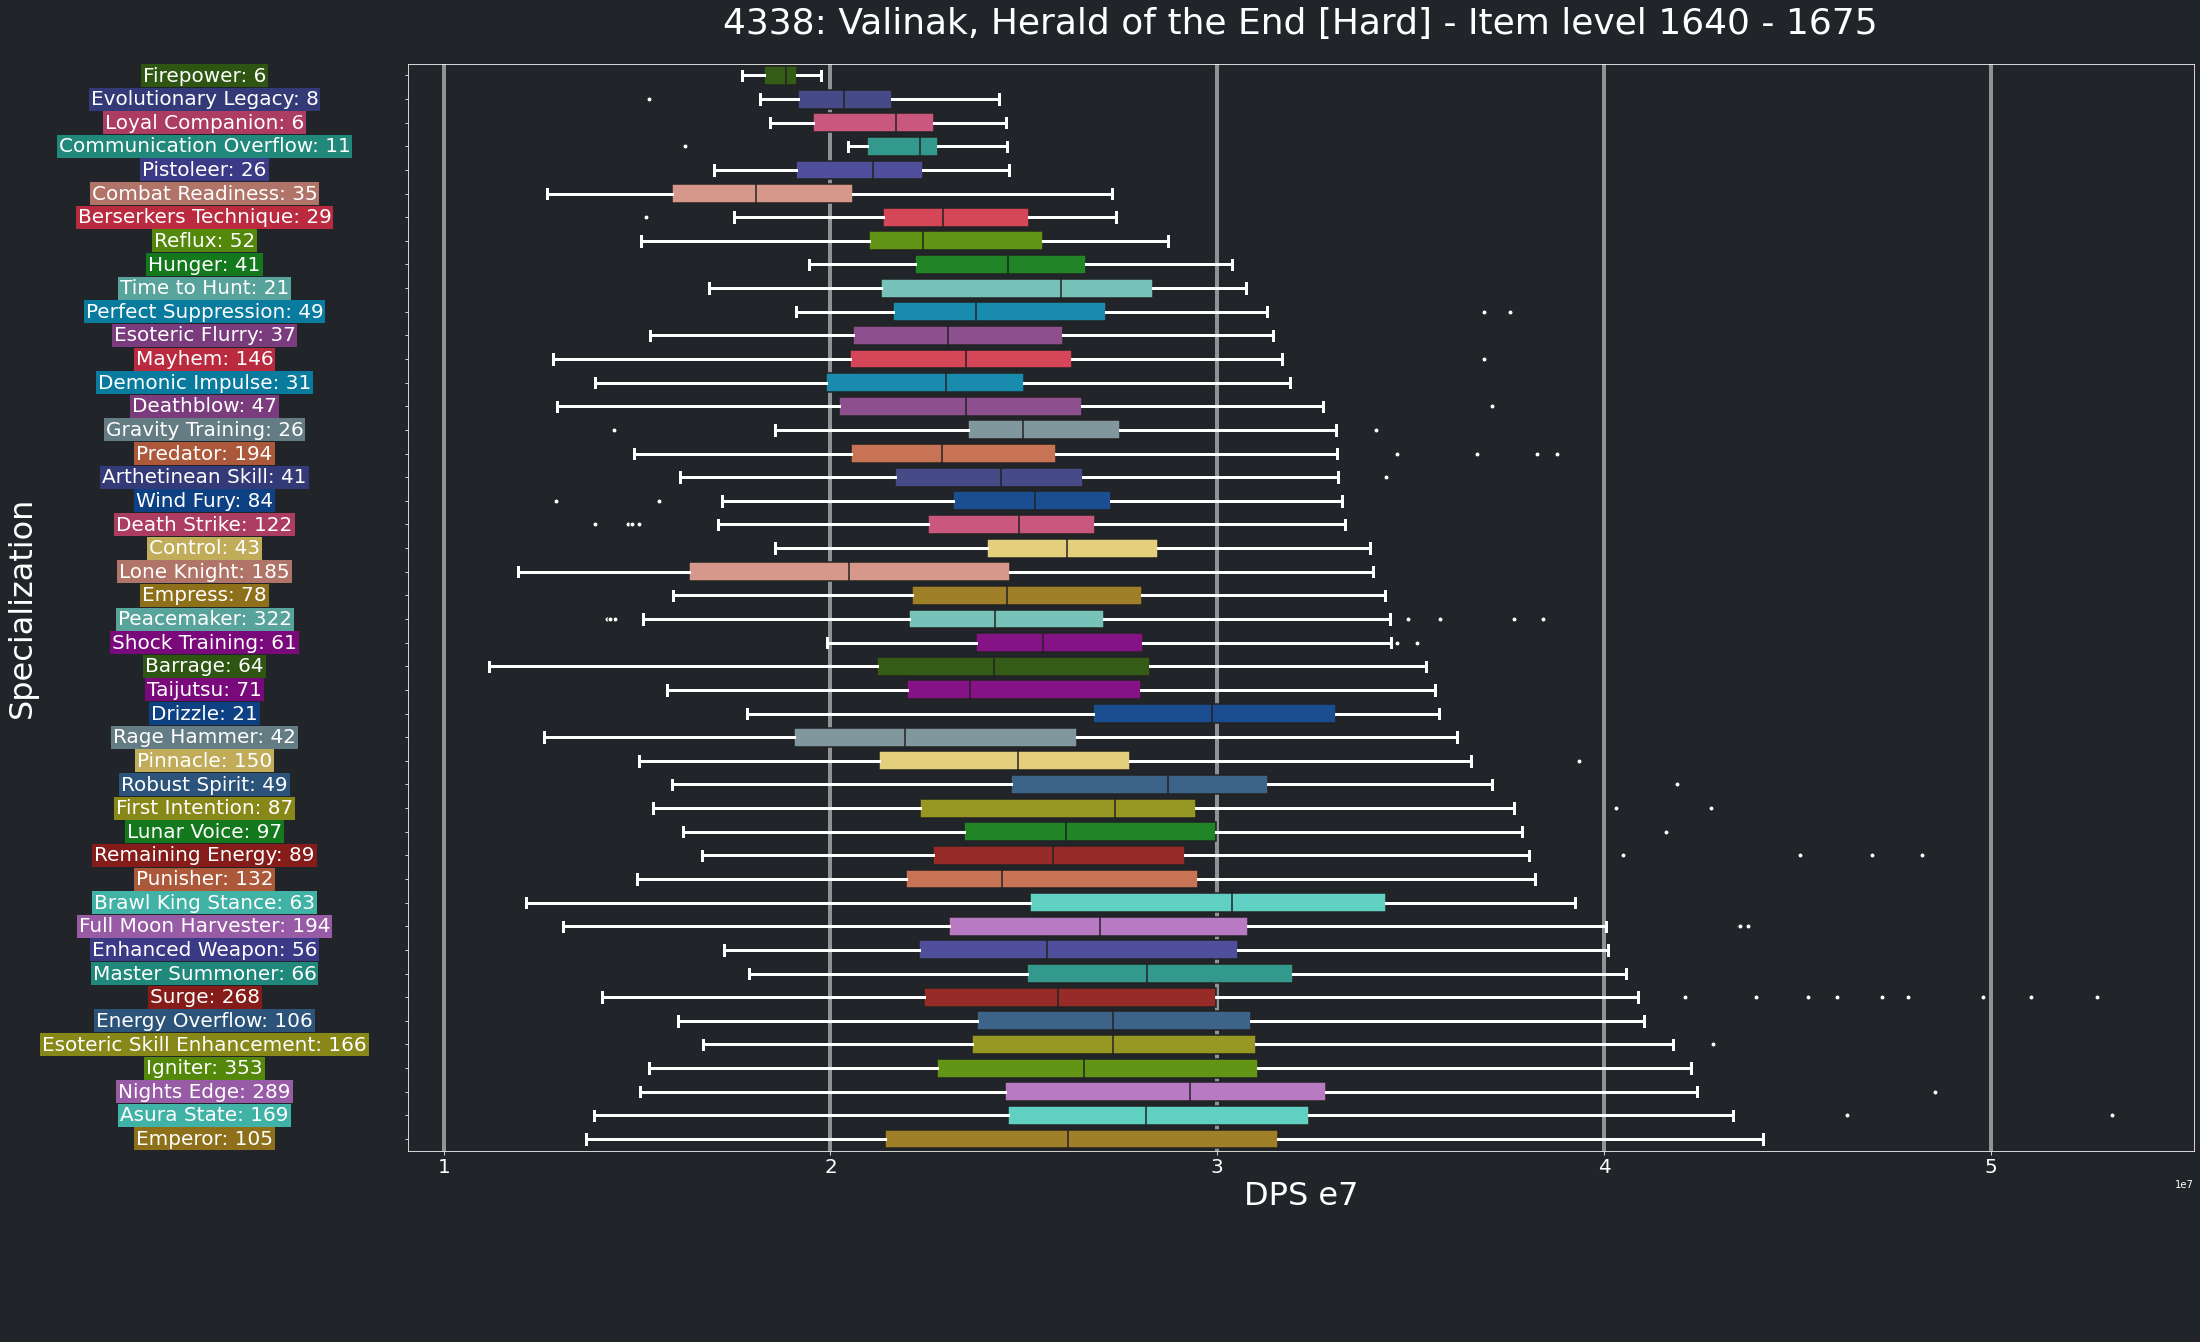 4338: Valinak, Herald of the End [Hard] - Item level 1640 - 1675
Specialization
Firepower: 6
Evolutionary Legacy: 8
Loyal Companion: 6
Communication Overflow: 11
Pistoleer: 26
Combat Readiness: 35
Berserkers Technique: 29
Reflux: 52
Hunger: 41
Time to Hunt: 21
Perfect Suppression: 49
Esoteric Flurry: 37
Mayhem: 146
Demonic Impulse: 31
Deathblow: 47
Gravity Training: 26
Predator: 194
Arthetinean Skill: 41
Wind Fury: 84
Death Strike: 122
Control: 43
Lone Knight: 185
Empress: 78
Peacemaker: 322
Shock Training: 61
Barrage: 64
Taijutsu: 71
Drizzle: 21
Rage Hammer: 42
Pinnacle: 150
Robust Spirit: 49
First Intention: 87
Lunar Voice: 97
Remaining Energy: 89
Punisher: 132
Brawl King Stance: 63
Full Moon Harvester: 194
Enhanced Weapon: 56
Master Summoner: 66
Surge: 268
Energy Overflow: 106
Esoteric Skill Enhancement: 166
Igniter: 353
Nights Edge: 289
Asura State: 169
Emperor: 105
1 2 3 4 5
1e7
DPS e7